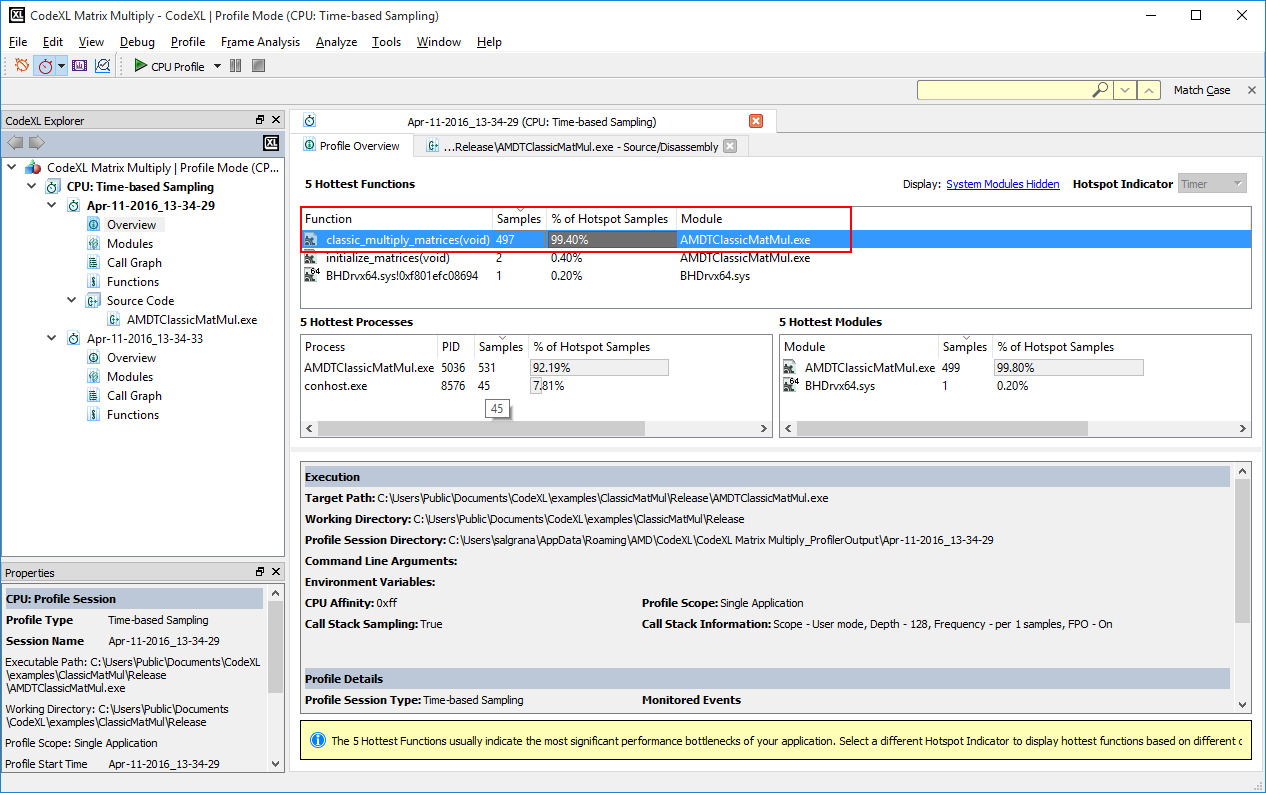 CodeXL Matrix Multiply - CodeXL | Profile Mode (CPU: Time-based Sampling)
File Edit View Debug Profile Frame Analysis Analyze Tools Window Help
CPU Profile
Match Case
CodeXL Explorer
XL
CodeXL Matrix Multiply | Profile Mode (CP...
CPU: Time-based Sampling
Apr-11-2016_13-34-29
Overview
Modules
Call Graph
Functions
Source Code
AMDTClassicMatMul.exe
Apr-11-2016_13-34-33
Overview
Modules
Call Graph
Functions
Properties
CPU: Profile Session
Profile Type Time-based Sampling
Session Name Apr-11-2016_13-34-29
Executable Path: C:\Users\Public\Documents\CodeXL
\examples\ClassicMatMul\Release
\AMDTClassicMatMul.exe
Working Directory: C:\Users\Public\Documents
\CodeXL\examples\ClassicMatMul\Release
Profile Scope: Single Application
Profile Start Time Apr-11-2016_13-34-29
Apr-11-2016_13-34-29 (CPU: Time-based Sampling)
Profile Overview ...Release\AMDTClassicMatMul.exe - Source/Disassembly
5 Hottest Functions Display: System Modules Hidden Hotspot Indicator Timer
Function Samples % of Hotspot Samples Module
classic_multiply_matrices(void) 497 99.40% AMDTClassicMatMul.exe
initialize_matrices(void) 2 0.40% AMDTClassicMatMul.exe
64 BHDrvx64.sys!0xf801efc08694 1 0.20% BHDrvx64.sys
5 Hottest Processes
Process PID Samples % of Hotspot Samples
AMDTClassicMatMul.exe 5036 531 92.19%
conhost.exe 8576 45 7.81%
45
5 Hottest Modules
Module Samples % of Hotspot Samples
AMDTClassicMatMul.exe 499 99.80%
64 BHDrvx64.sys 1 0.20%
Execution
Target Path: C:\Users\Public\Documents\CodeXL\examples\ClassicMatMul\Release\AMDTClassicMatMul.exe
Working Directory: C:\Users\Public\Documents\CodeXL\examples\ClassicMatMul\Release
Profile Session Directory: C:\Users\salgrana\AppData\Roaming\AMD\CodeXL\CodeXL Matrix Multiply_ProfilerOutput\Apr-11-2016_13-34-29
Command Line Arguments:
Environment Variables:
CPU Affinity: 0xff Profile Scope: Single Application
Call Stack Sampling: True Call Stack Information: Scope - User mode, Depth - 128, Frequency - per 1 samples, FPO - On
Profile Details
Profile Session Type: Time-based Sampling Monitored Events
The 5 Hottest Functions usually indicate the most significant performance bottlenecks of your application. Select a different Hotspot Indicator to display hottest functions based on different